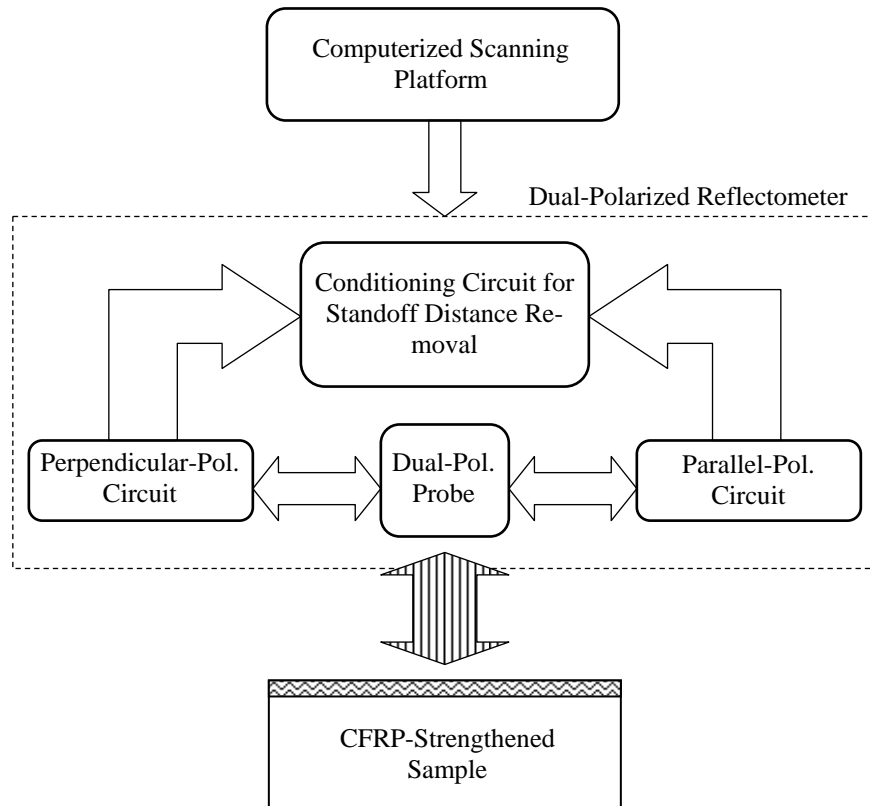 Computerized Scanning
Platform
Dual-Polarized Reflectometer
Conditioning Circuit for
Standoff Distance Re-
moval
Perpendicular-Pol.
Circuit
Dual-Pol.
Probe
Parallel-Pol.
Circuit
CFRP-Strengthened
Sample